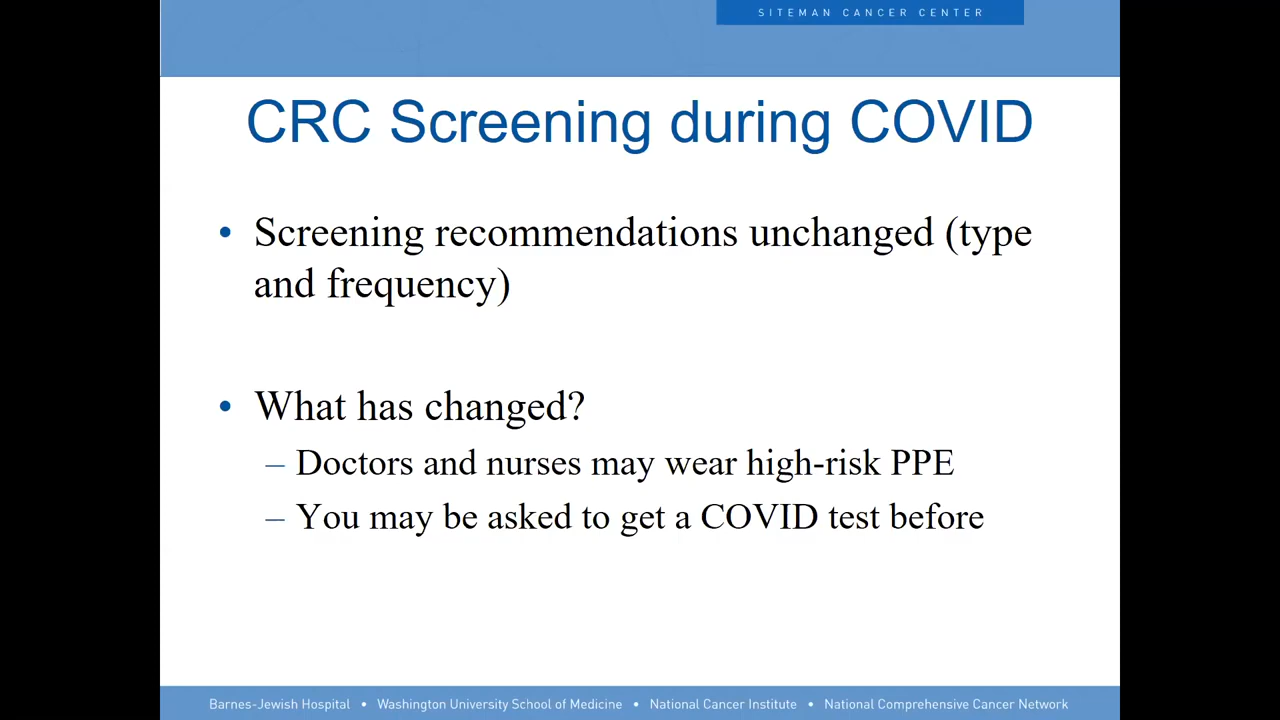 SITEMAN CANCER CENTER
CRC Screening during COVID
• Screening recommendations unchanged (type
and frequency)
• What has changed?
– Doctors and nurses may wear high-risk PPE
– You may be asked to get a COVID test before
Barnes-Jewish Hospital • Washington University School of Medicine • National Cancer Institute • National Comprehensive Cancer Network